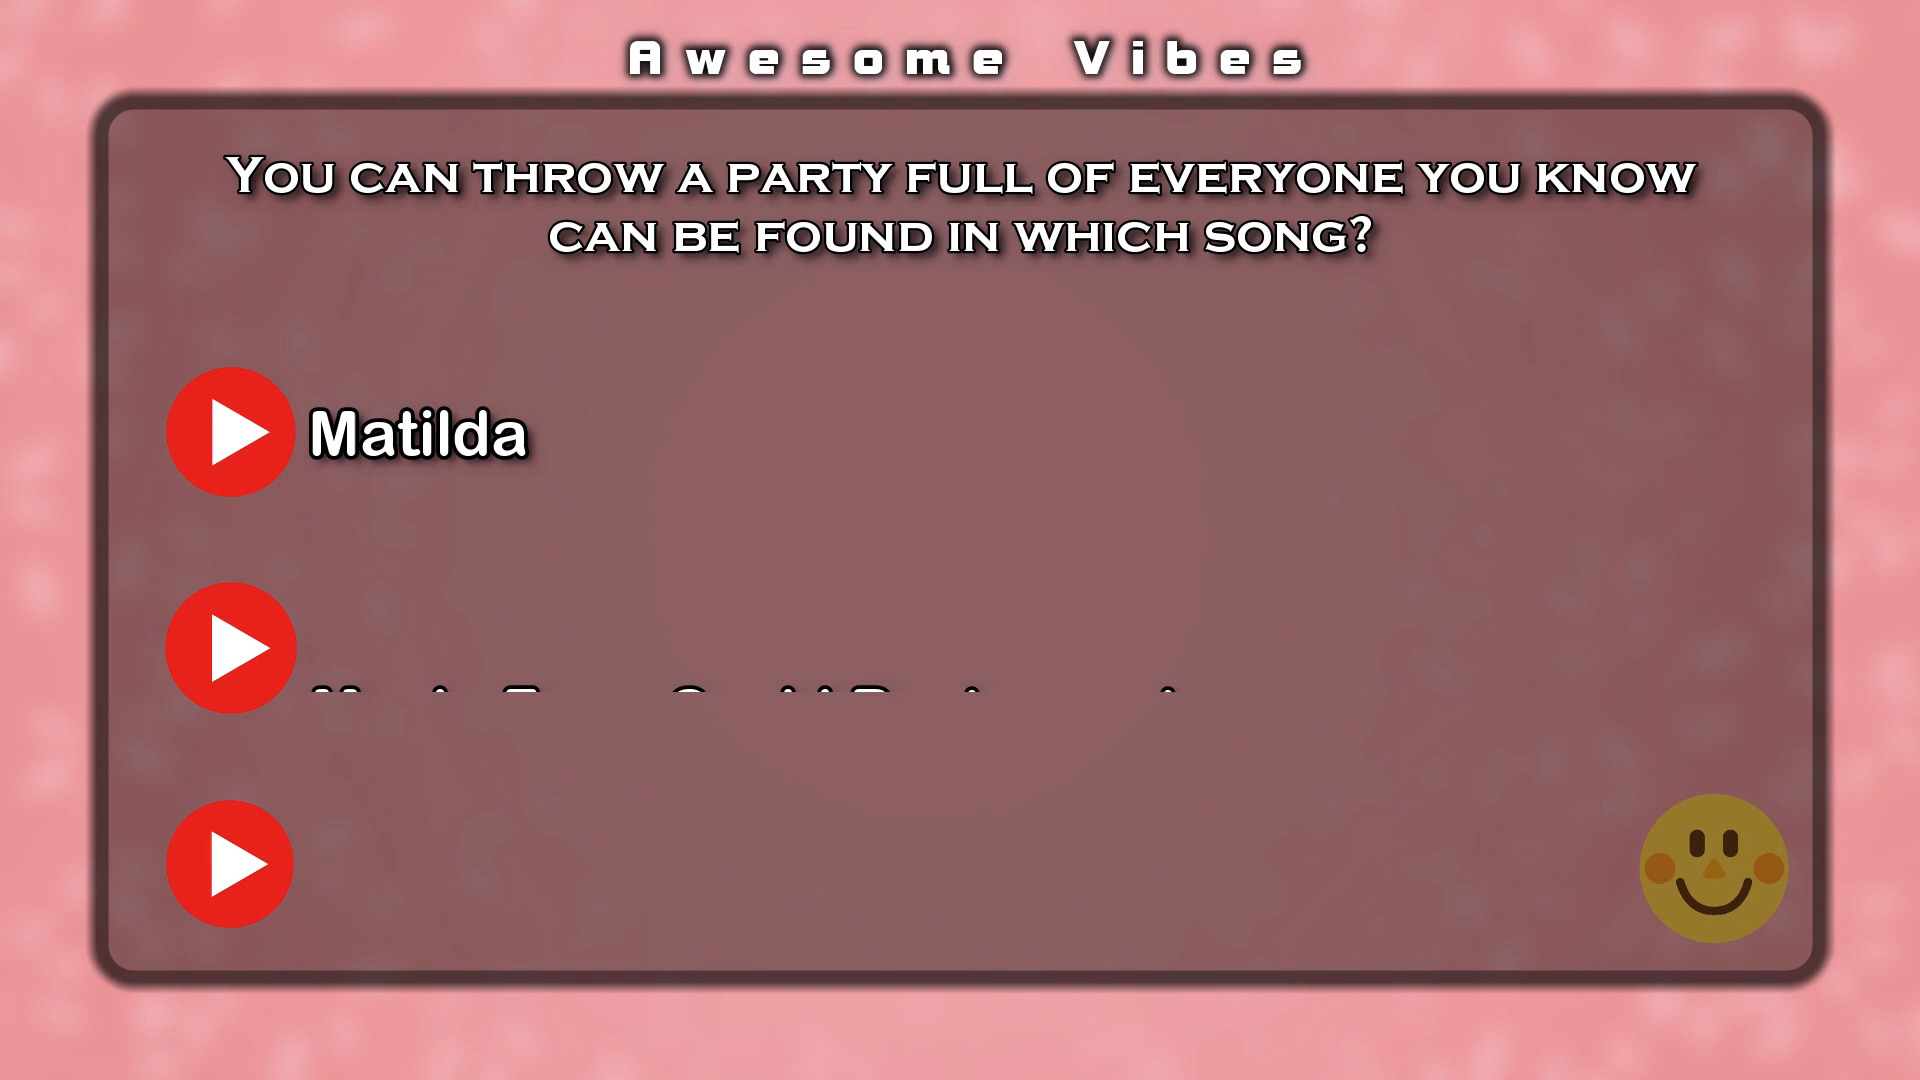 Awesome Vibes
You can throw a party full of everyone you know
can be found in which song?
Matilda